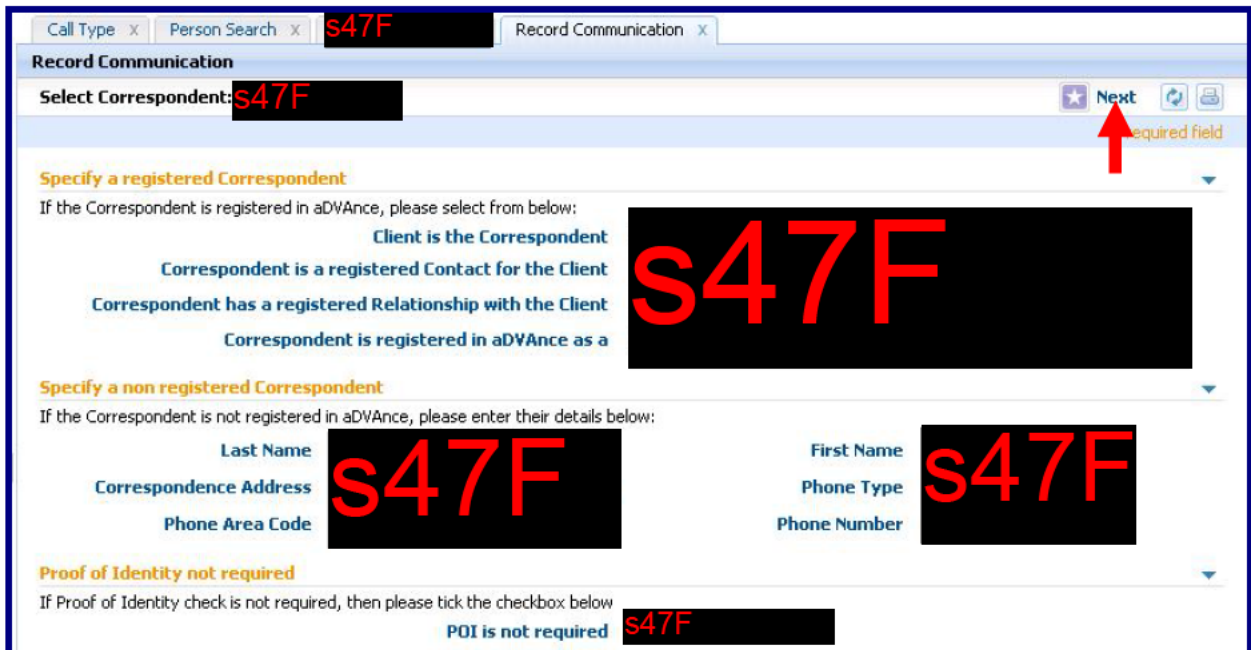 Call Type x Person Search x s47F Record Communication x
Record Communication
Select Correspondent: s47F Next
equired field
Specify a registered Correspondent
If the Correspondent is registered in aDVAnce, please select from below:
Client is the Correspondent s47F
Correspondent is a registered Contact for the Client
Correspondent has a registered Relationship with the Client
Correspondent is registered in aDVAnce as a
Specify a non registered Correspondent
If the Correspondent is not registered in aDVAnce, please enter their details below:
Last Name s47F First Name s47F
Correspondence Address Phone Type
Phone Area Code Phone Number
Proof of Identity not required
If Proof of Identity check is not required, then please tick the checkbox below
POI is not required s47F